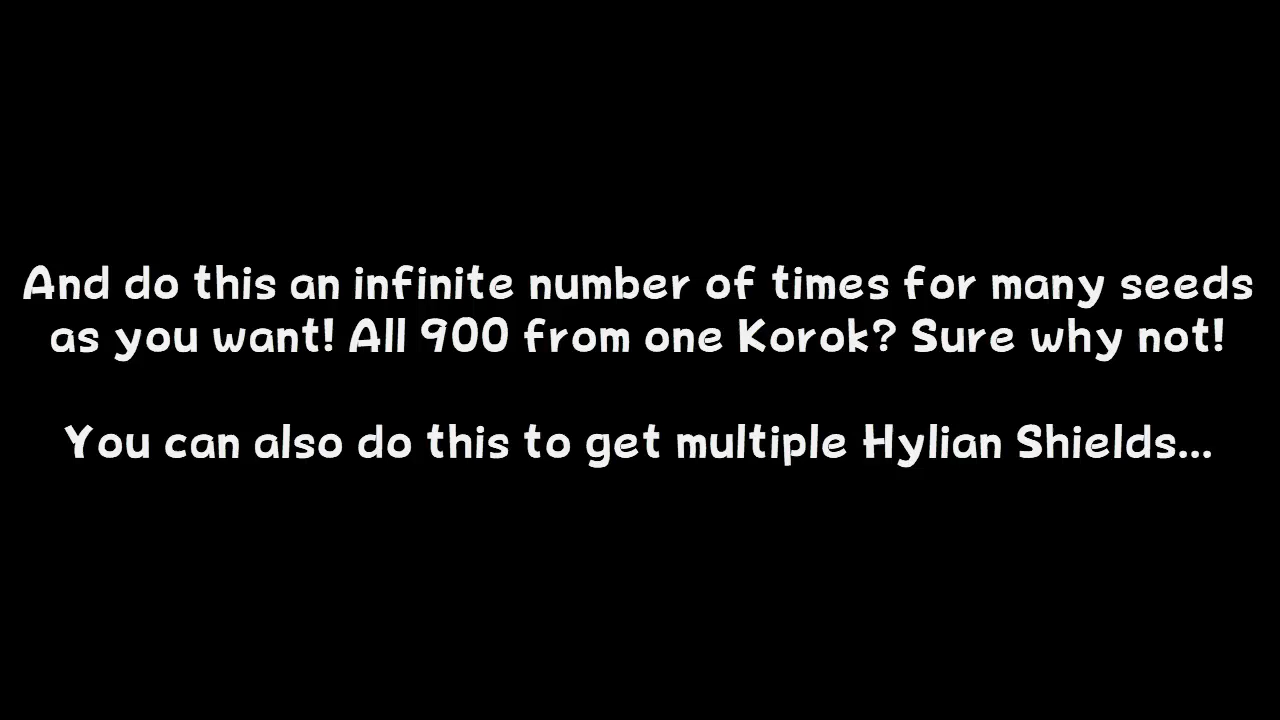 And do this an infinite number of times for many seeds
as you want! All 900 from one Korok? Sure why not!
You can also do this to get multiple Hylian Shields...